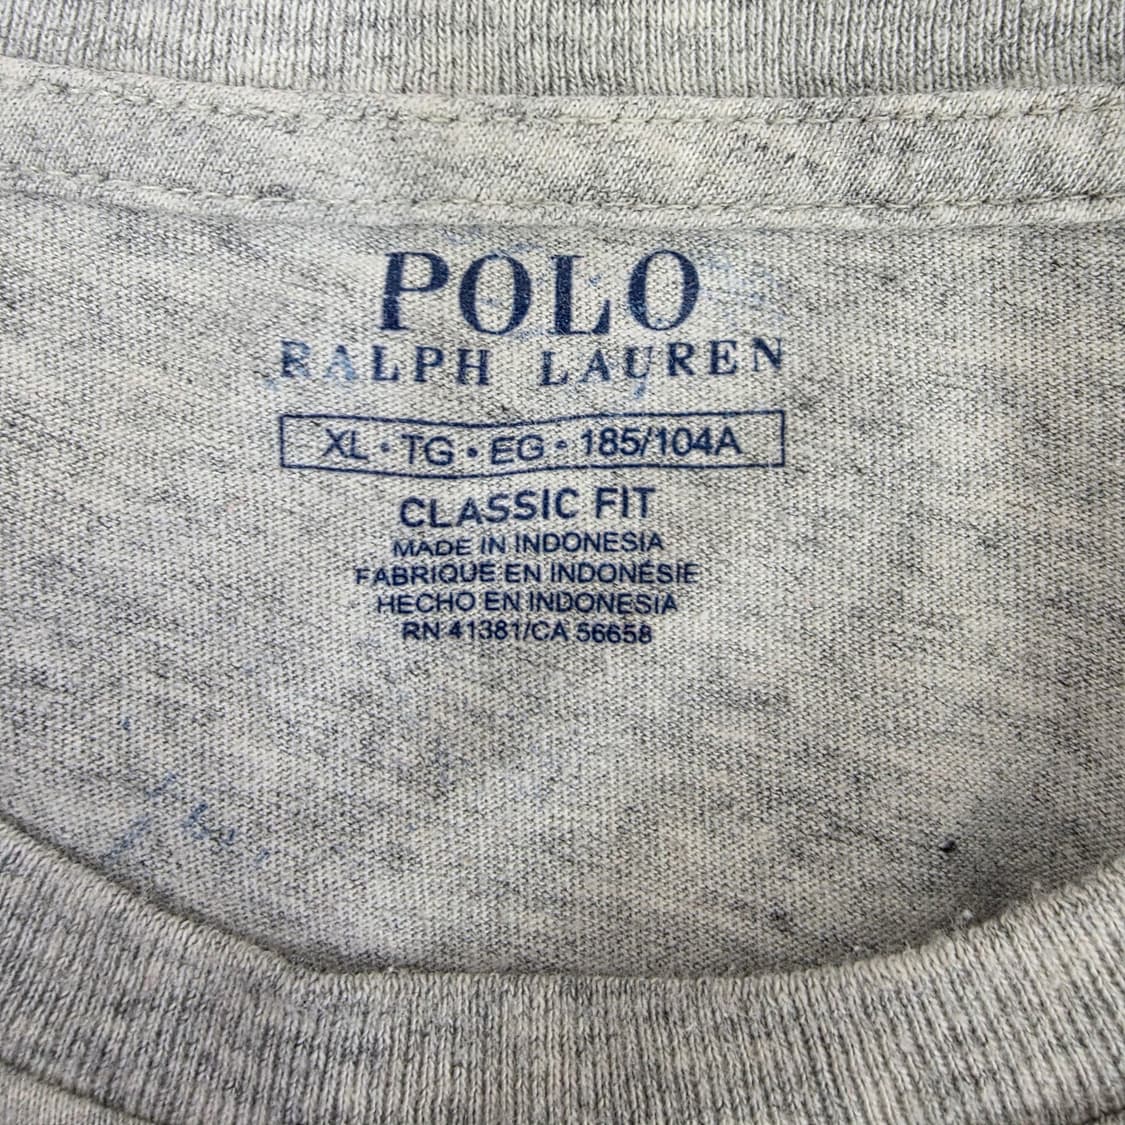 POLO
RALPH LAUREN
XL • TG • EG • 185/104A
CLASSIC FIT
MADE IN INDONESIA
FABRIQUE EN INDONÉSIE
HECHO EN INDONESIA
RN 41381/CA 56658